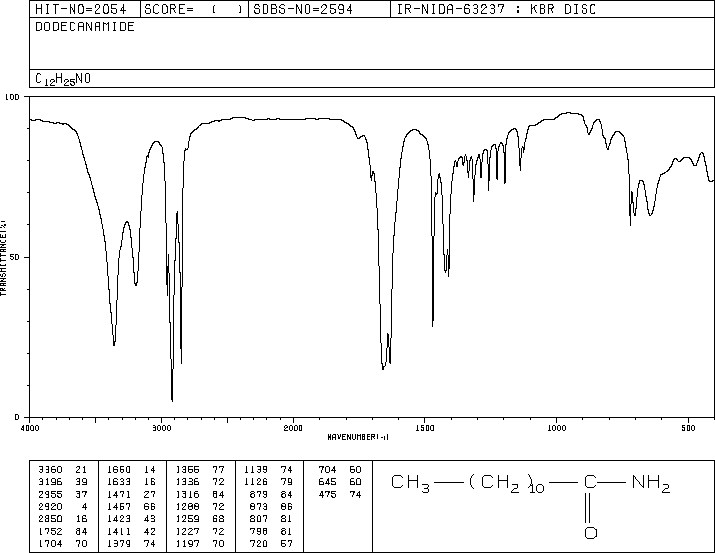 HIT-NO=2054 SCORE= ( ) SDBS-NO=2594 IR-NIDA-63237 : KBR DISC
DODECANAMIDE
C12H25NO
100
50
0
TRANSMITTANCE(%)
4000 3000 2000 1500 1000 500
WAVENUMBER(-1)
3360 21 1660 14 1366 77 1139 74 704 60
3196 39 1633 16 1336 72 1126 79 645 60
2955 37 1471 27 1316 64 879 84 475 74
2920 4 1467 66 1288 72 873 86
2850 16 1423 43 1259 68 807 81
1752 84 1411 42 1227 72 798 81
1704 70 1379 74 1197 70 720 57
CH3—(CH2)10—C—NH2
O